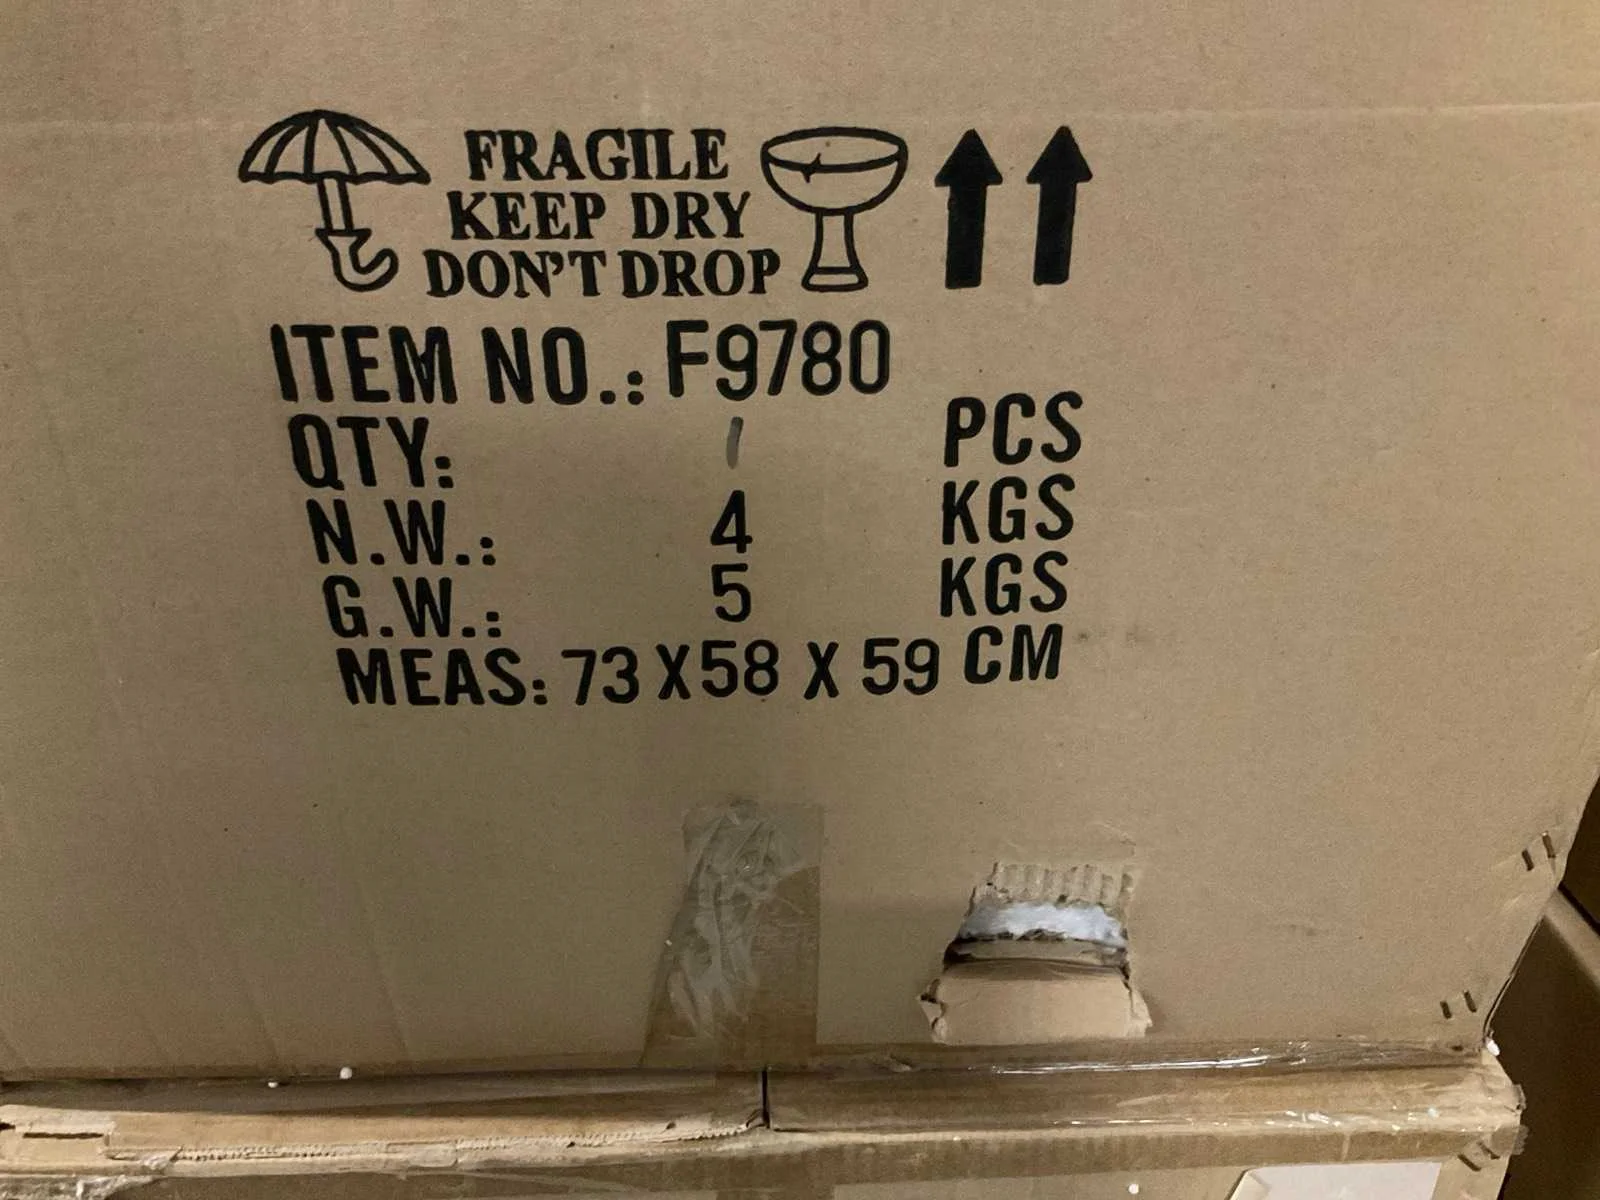 FRAGILE
KEEP DRY
DON'T DROP
ITEM NO.: F9780
QTY: 1 PCS
N.W.: 4 KGS
G.W.: 5 KGS
MEAS: 73 X 58 X 59 CM